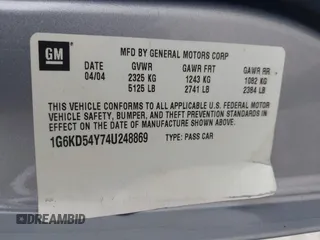 GM
MFD BY GENERAL MOTORS CORP
DATE GVWR GAWR FRT GAWR RR
04/04 2325 KG 1243 KG 1082 KG
5125 LB 2741 LB 2384 LB
THIS VEHICLE CONFORMS TO ALL APPLICABLE U.S. FEDERAL MOTOR
VEHICLE SAFETY, BUMPER, AND THEFT PREVENTION STANDARDS IN
EFFECT ON THE DATE OF MANUFACTURE SHOWN ABOVE.
1G6KD54Y74U248869 TYPE: PASS CAR
DREAMBID